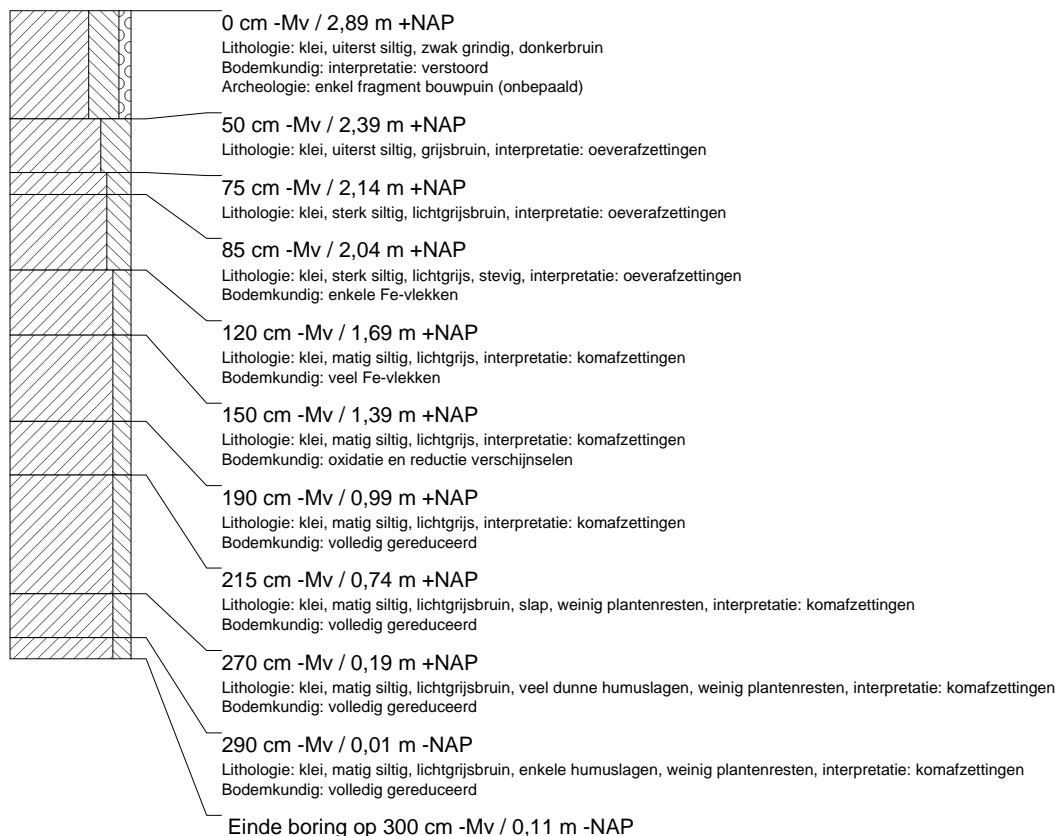 0 cm -Mv / 2,89 m +NAP
Lithologie: klei, uiterst siltig, zwak grindig, donkerbruin
Bodemkundig: interpretatie: verstoord
Archeologie: enkel fragment bouwpuin (onbepaald)
50 cm -Mv / 2,39 m +NAP
Lithologie: klei, uiterst siltig, grijsbruin, interpretatie: oeverafzettingen
75 cm -Mv / 2,14 m +NAP
Lithologie: klei, sterk siltig, lichtgrijsbruin, interpretatie: oeverafzettingen
85 cm -Mv / 2,04 m +NAP
Lithologie: klei, sterk siltig, lichtgrijs, stevig, interpretatie: oeverafzettingen
Bodemkundig: enkele Fe-vlekken
120 cm -Mv / 1,69 m +NAP
Lithologie: klei, matig siltig, lichtgrijs, interpretatie: komafzettingen
Bodemkundig: veel Fe-vlekken
150 cm -Mv / 1,39 m +NAP
Lithologie: klei, matig siltig, lichtgrijs, interpretatie: komafzettingen
Bodemkundig: oxidatie en reductie verschijnselen
190 cm -Mv / 0,99 m +NAP
Lithologie: klei, matig siltig, lichtgrijs, interpretatie: komafzettingen
Bodemkundig: volledig gereduceerd
215 cm -Mv / 0,74 m +NAP
Lithologie: klei, matig siltig, lichtgrijsbruin, slap, weinig plantenresten, interpretatie: komafzettingen
Bodemkundig: volledig gereduceerd
270 cm -Mv / 0,19 m +NAP
Lithologie: klei, matig siltig, lichtgrijsbruin, veel dunne humuslagen, weinig plantenresten, interpretatie: komafzettingen
Bodemkundig: volledig gereduceerd
290 cm -Mv / 0,01 m -NAP
Lithologie: klei, matig siltig, lichtgrijsbruin, enkele humuslagen, weinig plantenresten, interpretatie: komafzettingen
Bodemkundig: volledig gereduceerd
Einde boring op 300 cm -Mv / 0,11 m -NAP